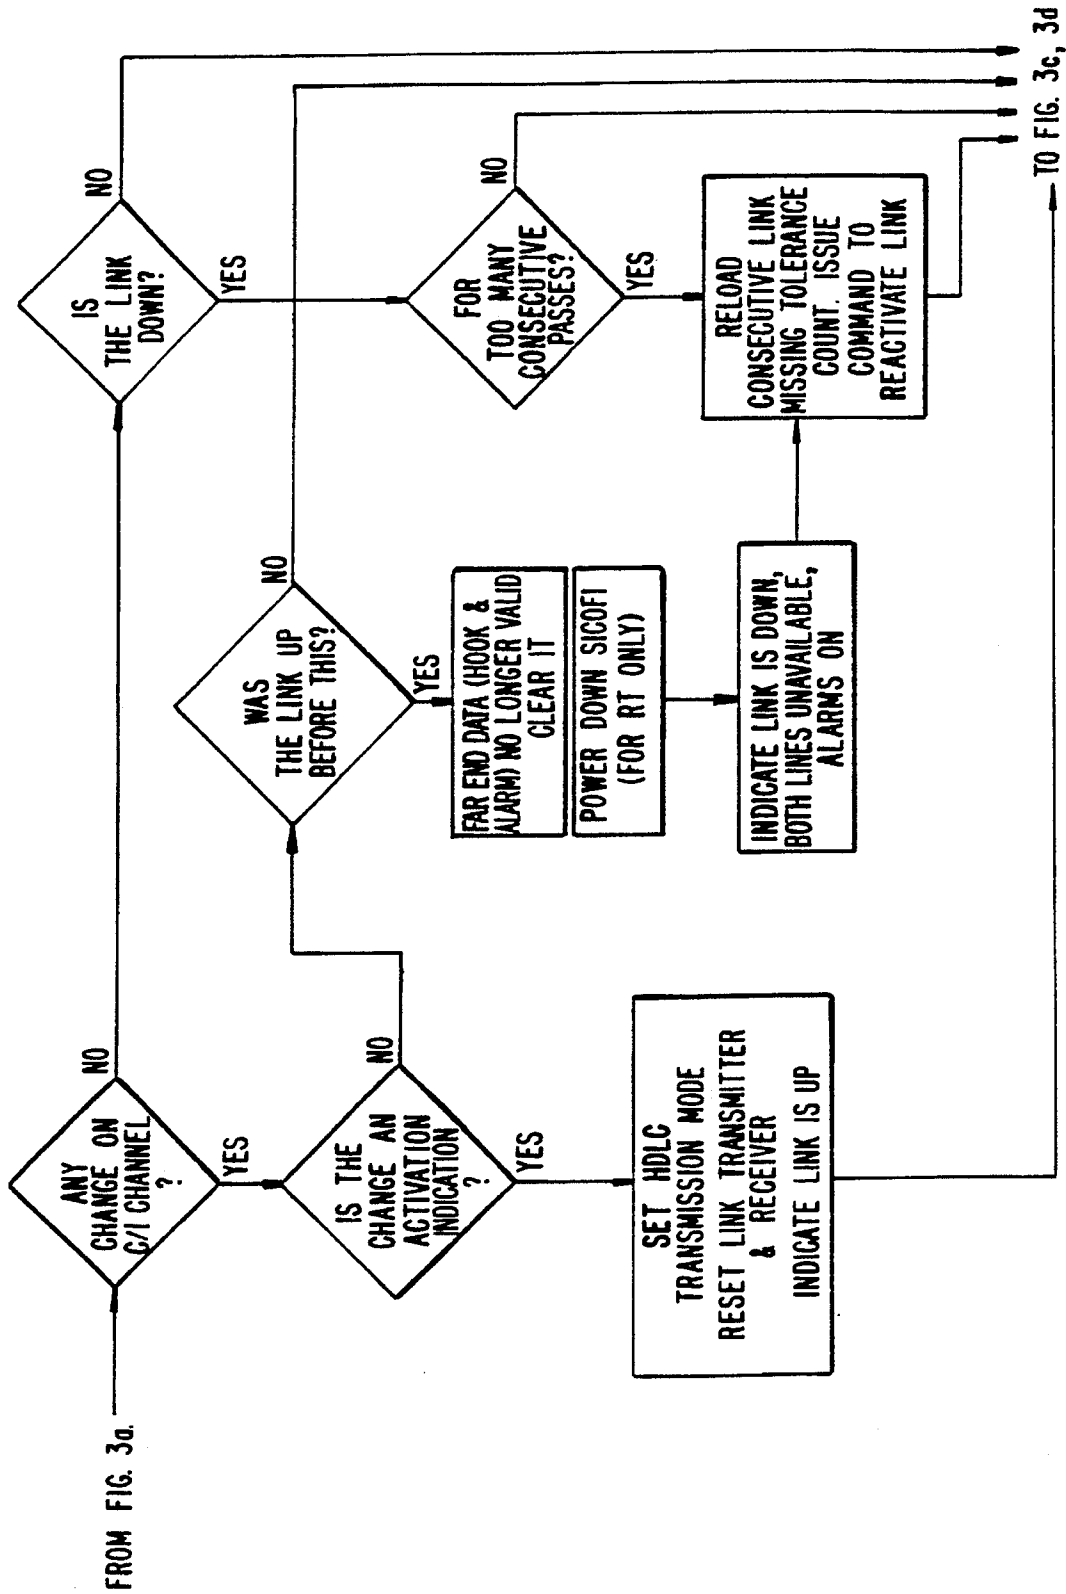 FROM FIG. 3a.
ANY
CHANGE ON
C/I CHANNEL
?
NO
YES
IS THE
CHANGE AN
ACTIVATION
INDICATION
?
NO
YES
SET HDLC
TRANSMISSION MODE
RESET LINK TRANSMITTER
& RECEIVER
INDICATE LINK IS UP
WAS
THE LINK UP
BEFORE THIS?
NO
YES
FAR END DATA (HOOK &
ALARM) NO LONGER VALID
CLEAR IT
POWER DOWN SICOFI
(FOR RT ONLY)
INDICATE LINK IS DOWN,
BOTH LINES UNAVAILABLE,
ALARMS ON
IS
THE LINK
DOWN?
NO
YES
FOR
TOO MANY
CONSECUTIVE
PASSES?
NO
YES
RELOAD
CONSECUTIVE LINK
MISSING TOLERANCE
COUNT. ISSUE
COMMAND TO
REACTIVATE LINK
TO FIG. 3c, 3d